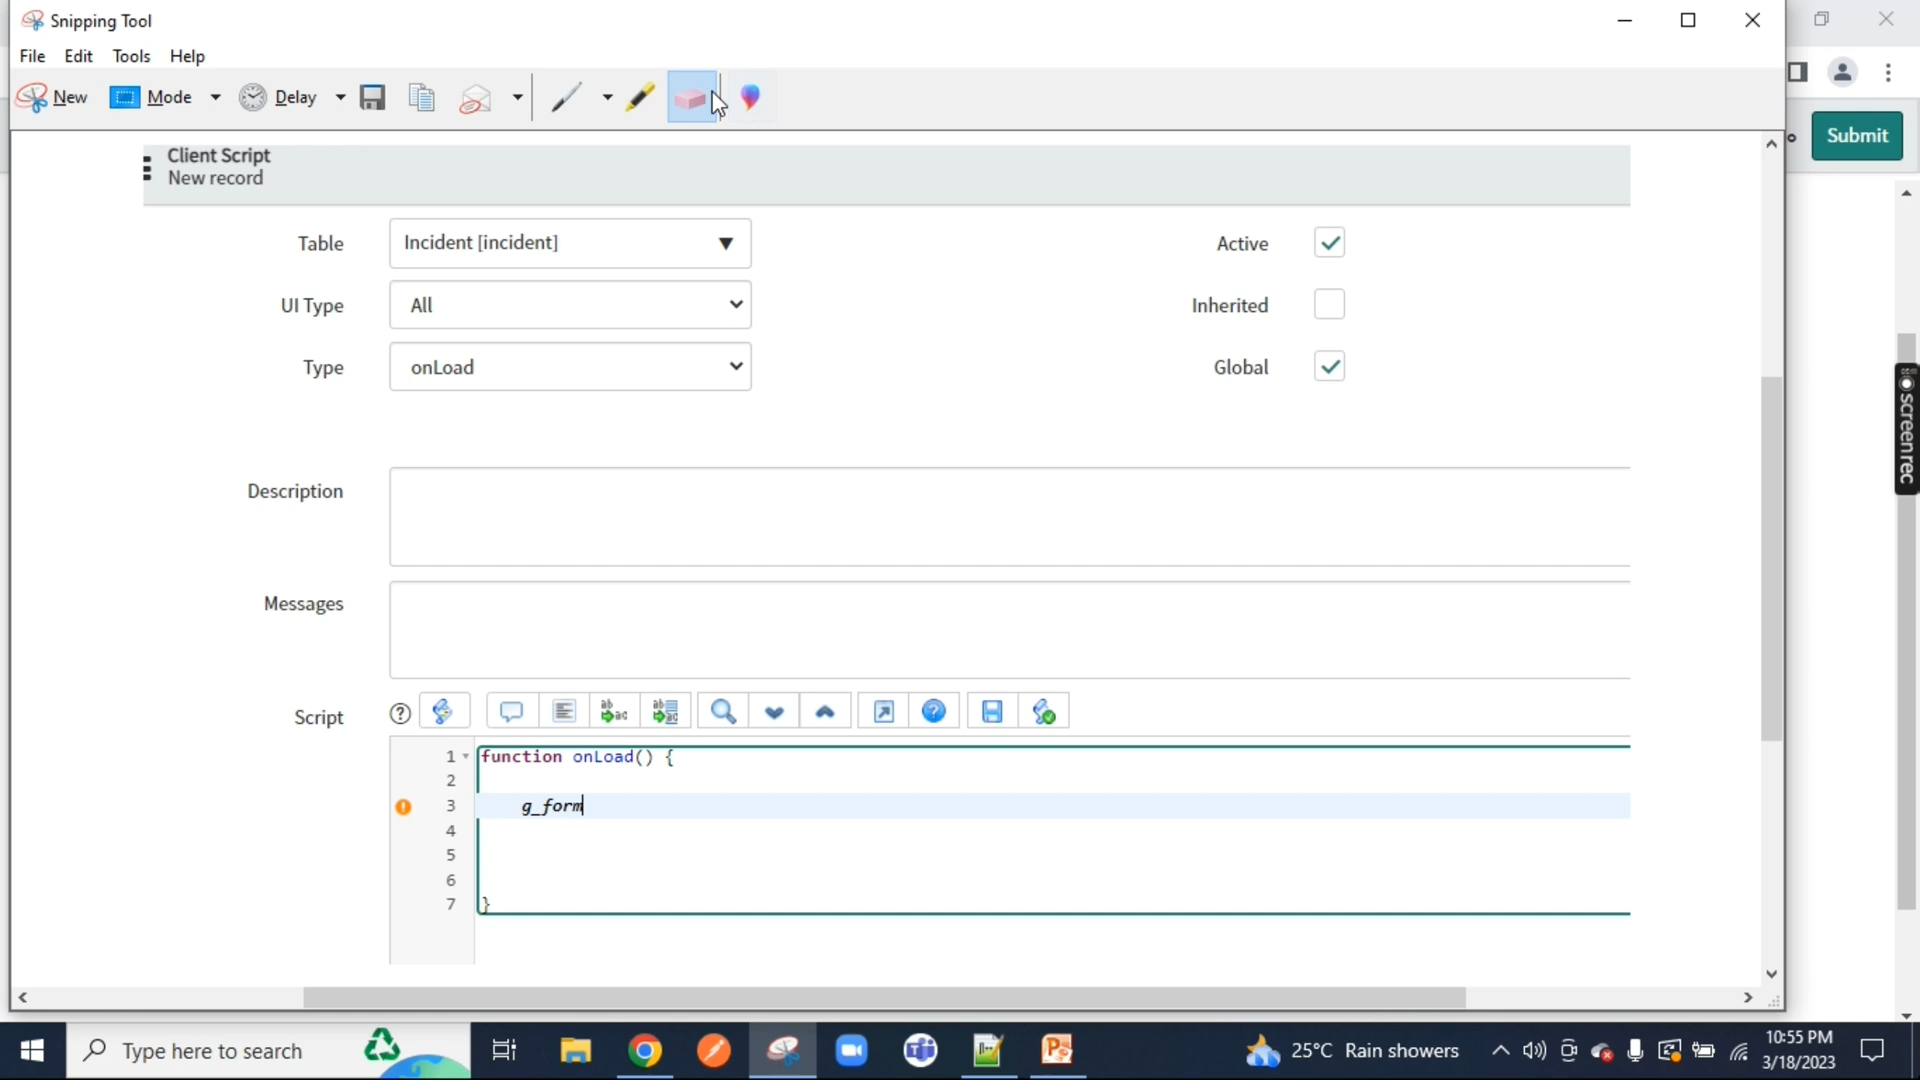 Snipping Tool
File Edit Tools Help
New Mode Delay
Submit
Client Script
New record
Table Incident [incident] Active
UI Type All Inherited
Type onLoad Global
Description
Messages
Script
1 function onLoad() {
2
3 g_form
4
5
6
7 }
screenrec
Type here to search
25°C Rain showers
10:55 PM
3/18/2023